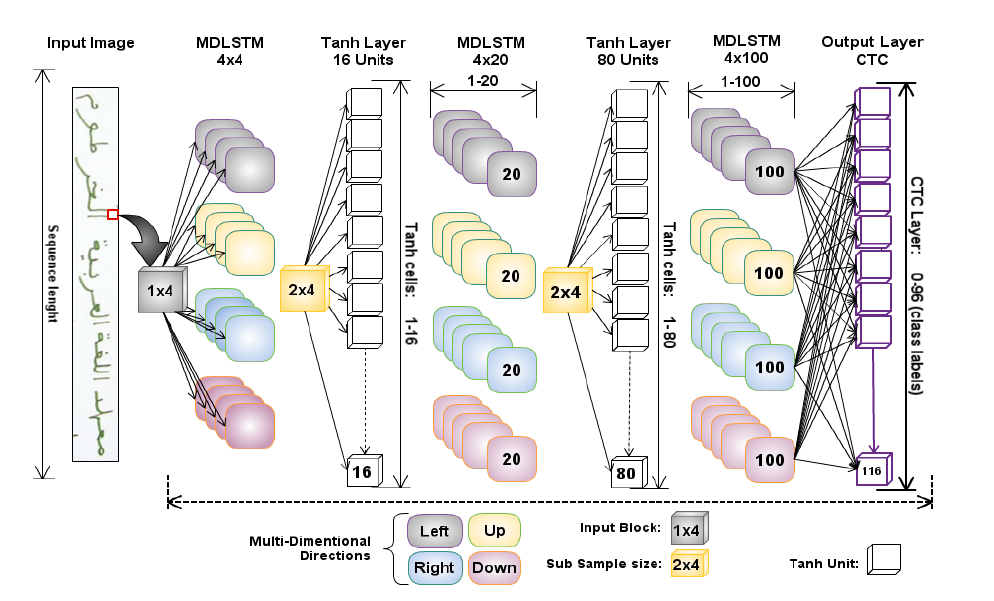 Input Image
MDLSTM
4x4
Tanh Layer
16 Units
MDLSTM
4x20
1-20
Tanh Layer
80 Units
MDLSTM
4x100
1-100
Output Layer
CTC
Sequence lenght
1x4
2x4
16
Tanh cells: 1-16
20
20
20
20
2x4
80
Tanh cells: 1-80
100
100
100
100
116
CTC Layer: 0-96 (class labels)
Multi-Dimentional
Directions
Left
Up
Right
Down
Input Block:
1x4
Sub Sample size:
2x4
Tanh Unit: